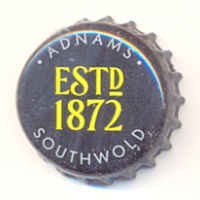 · ADNAMS ·
ESTD
1872
SOUTHWOLD